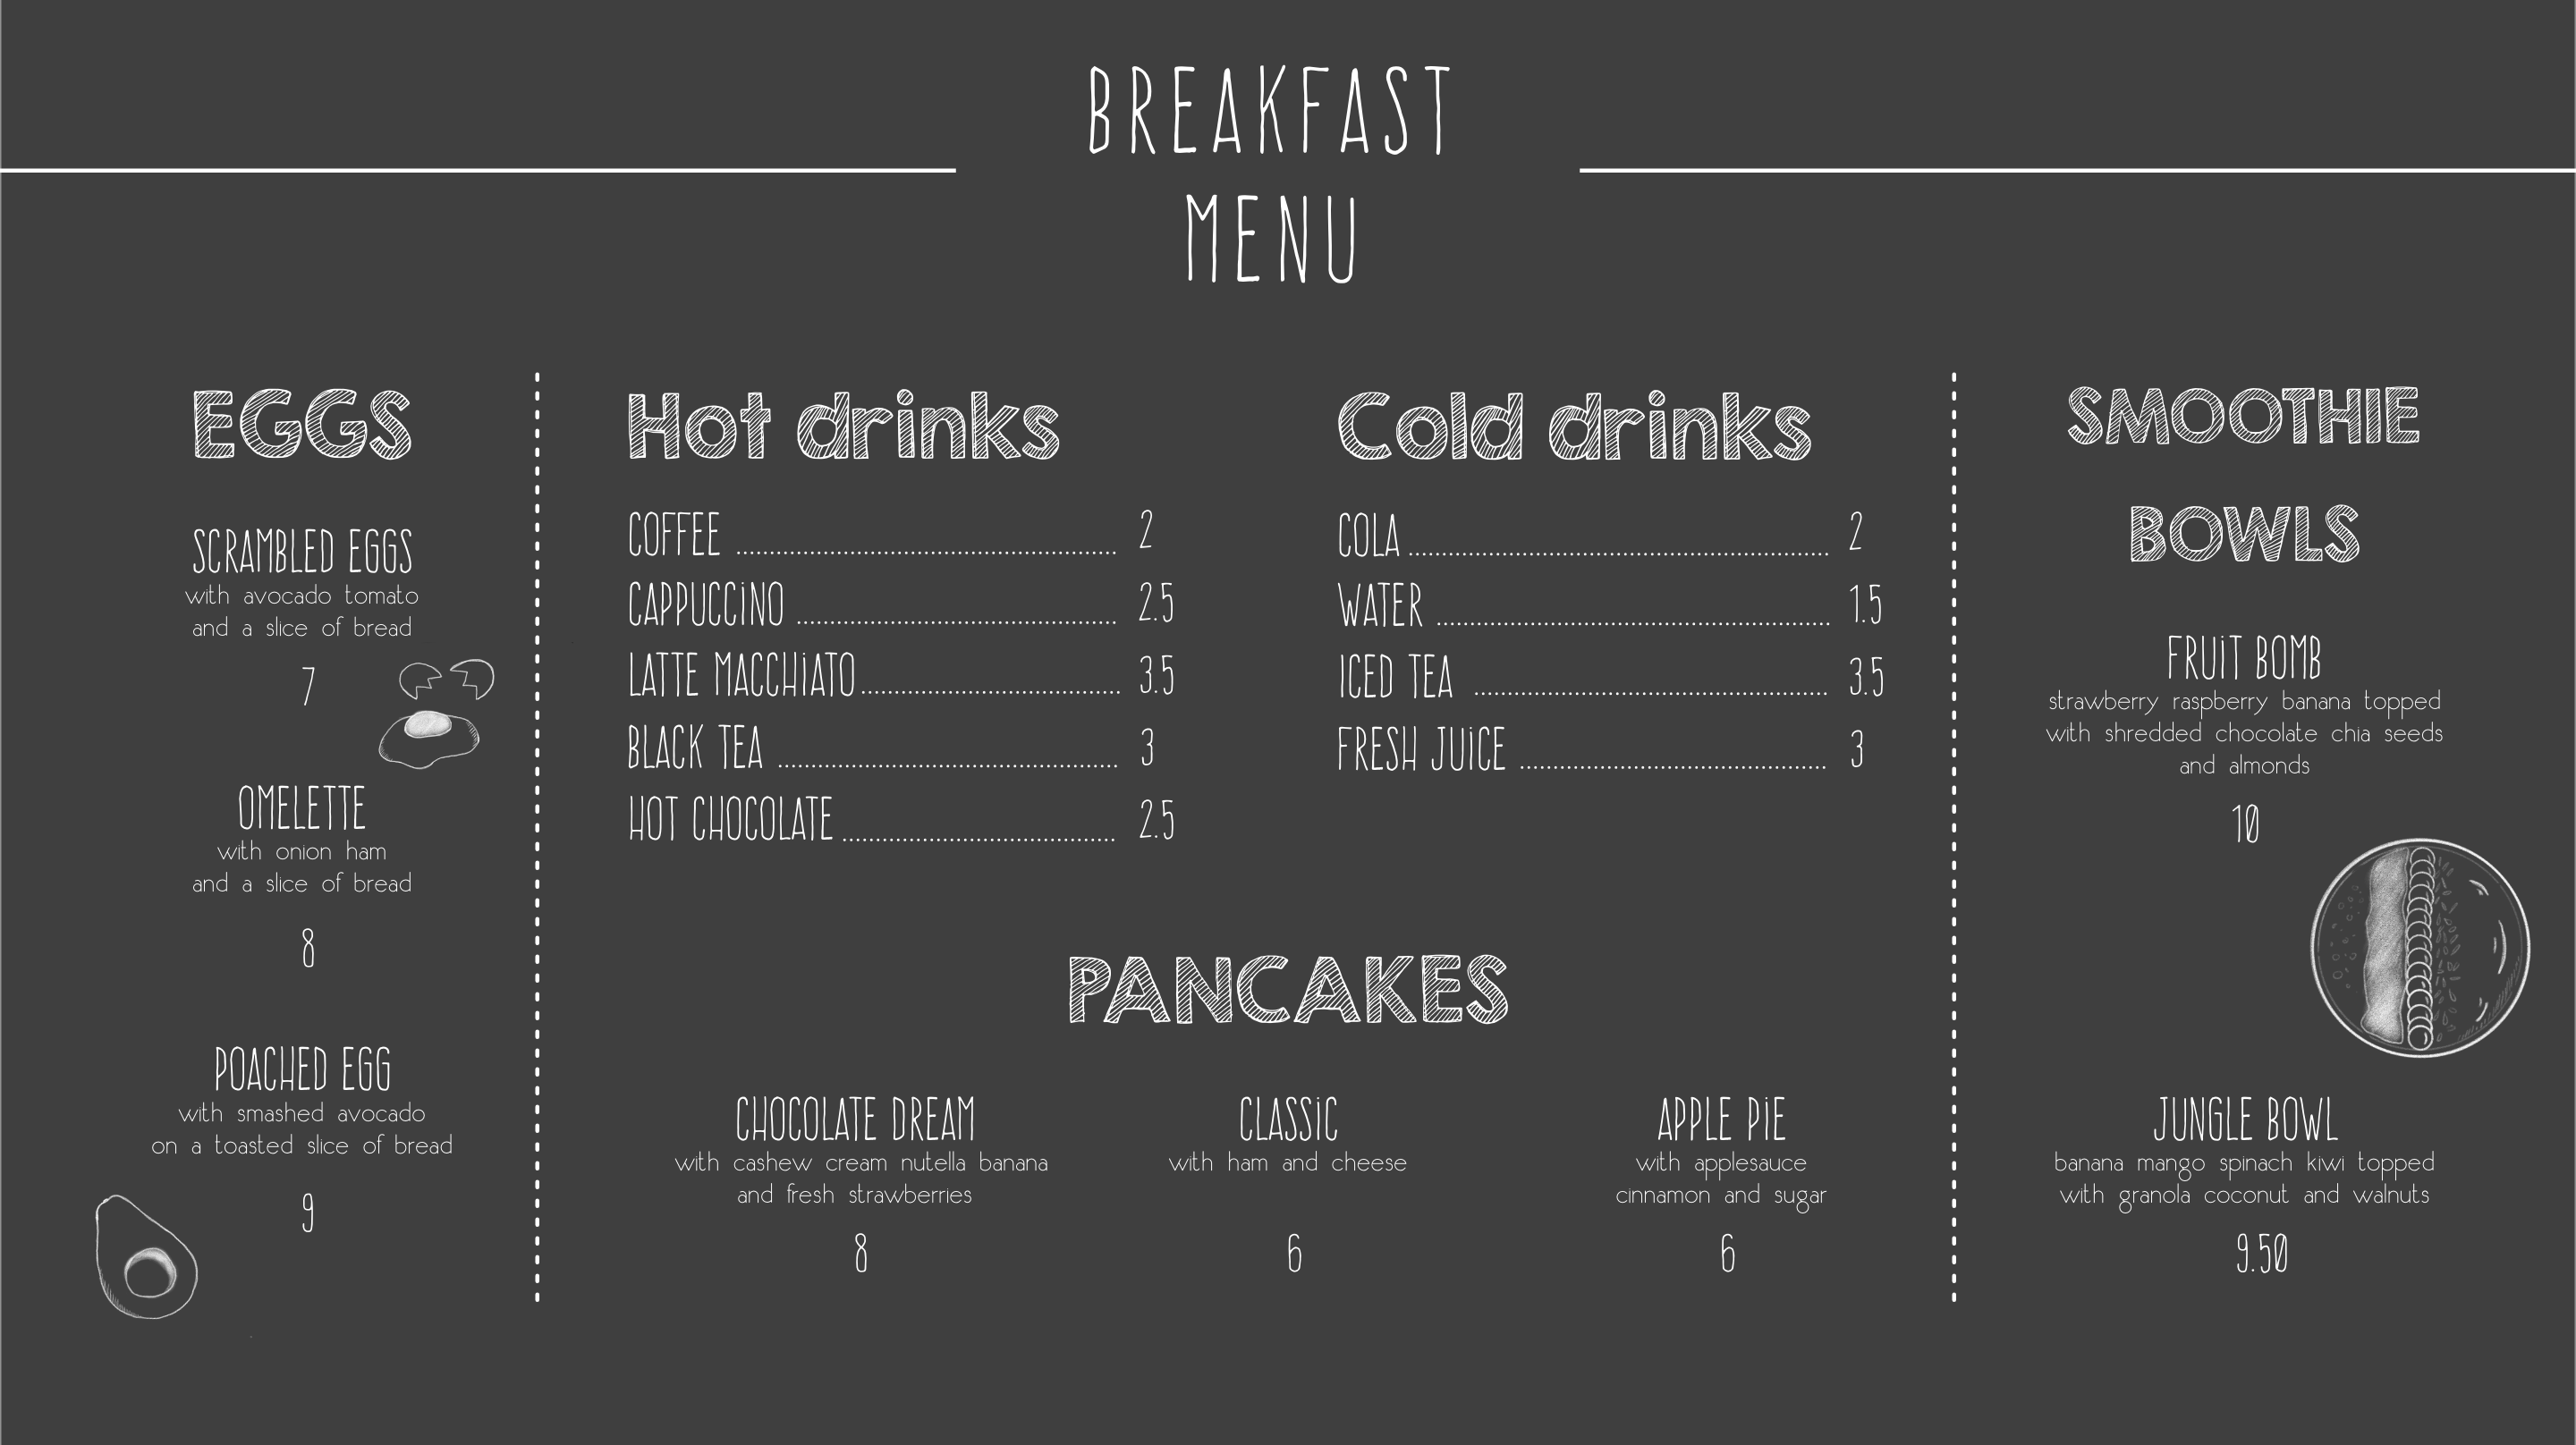 BREAKFAST
MENU
EGGS
SCRAMBLED EGGS
with avocado tomato
and a slice of bread
7
OMELETTE
with onion ham
and a slice of bread
8
POACHED EGG
with smashed avocado
on a toasted slice of bread
9
Hot drinks
COFFEE 2
CAPPUCCiNO 2.5
LATTE MACCHiATO 3.5
BLACK TEA 3
HOT CHOCOLATE 2.5
Cold drinks
COLA 2
WATER 1.5
ICED TEA 3.5
FRESH JUiCE 3
PANCAKES
CHOCOLATE DREAM
with cashew cream nutella banana
and fresh strawberries
8
CLASSiC
with ham and cheese
6
APPLE PiE
with applesauce
cinnamon and sugar
6
SMOOTHIE
BOWLS
FRUiT BOMB
strawberry raspberry banana topped
with shredded chocolate chia seeds
and almonds
10
JUNGLE BOWL
banana mango spinach kiwi topped
with granola coconut and walnuts
9.50